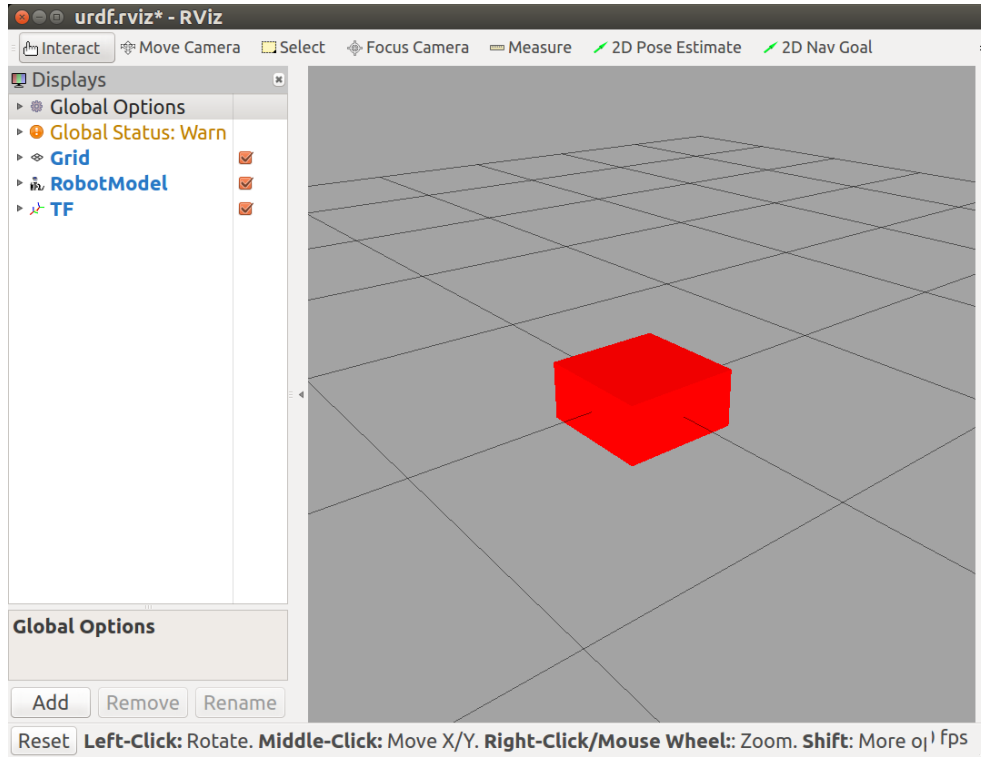 urdf.rviz* - RViz
Interact Move Camera Select Focus Camera Measure 2D Pose Estimate 2D Nav Goal
Displays
Global Options
Global Status: Warn
Grid
RobotModel
TF
Global Options
Add Remove Rename
Reset Left-Click: Rotate. Middle-Click: Move X/Y. Right-Click/Mouse Wheel:: Zoom. Shift: More fps